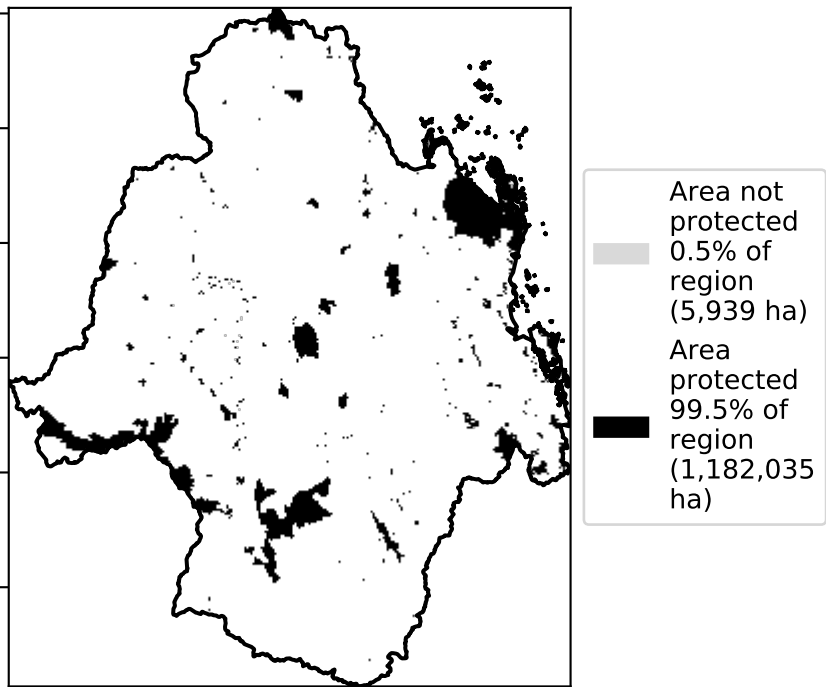 Area not
protected
0.5% of
region
(5,939 ha)
Area
protected
99.5% of
region
(1,182,035
ha)